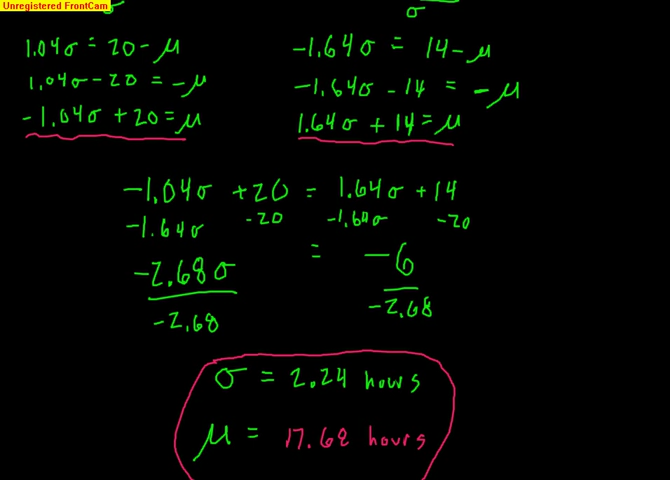 Unregistered FrontCam
σ
σ
1.04σ = 20 - μ
-1.64σ = 14 - μ
1.04σ - 20 = -μ
-1.64σ - 14 = -μ
-1.04σ + 20 = μ
1.64σ + 14 = μ
-1.04σ + 20 = 1.64σ + 14
-1.64σ -20 -1.64σ -20
-2.68σ = -6
-2.68 -2.68
σ = 2.24 hours
μ = 17.68 hours